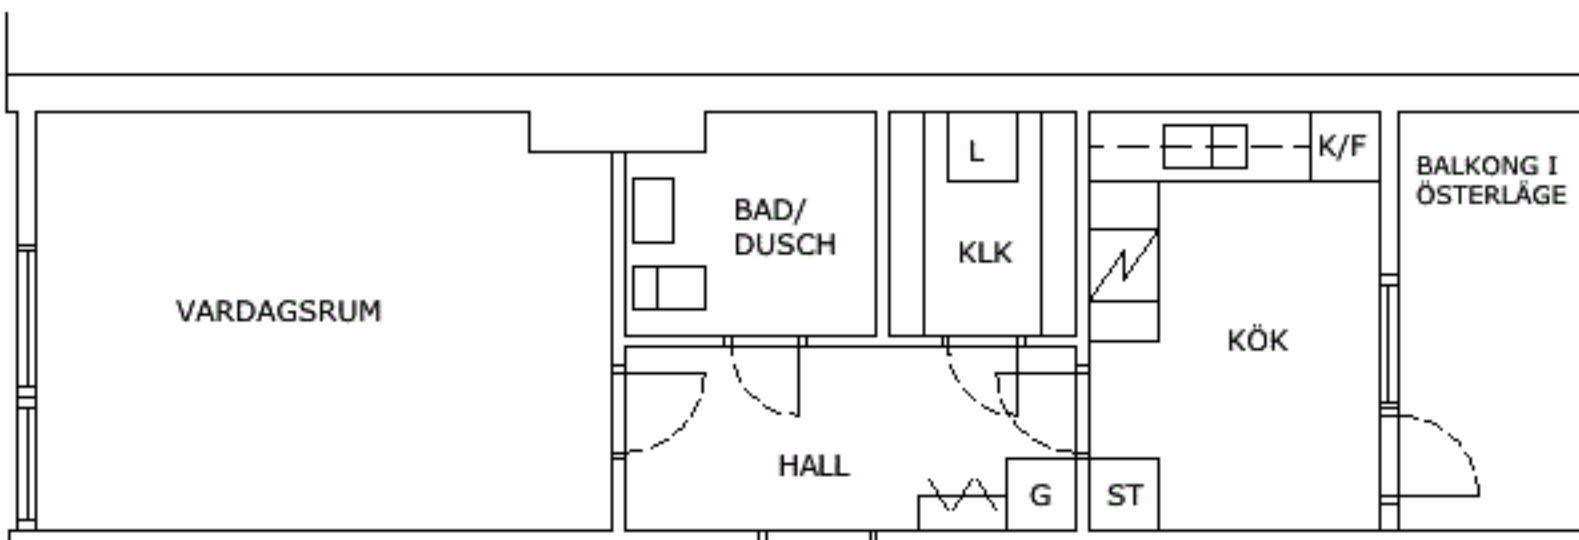 L
K/F
BALKONG I
ÖSTERLÄGE
BAD/
DUSCH
KLK
VARDAGSRUM
KÖK
HALL
G
ST